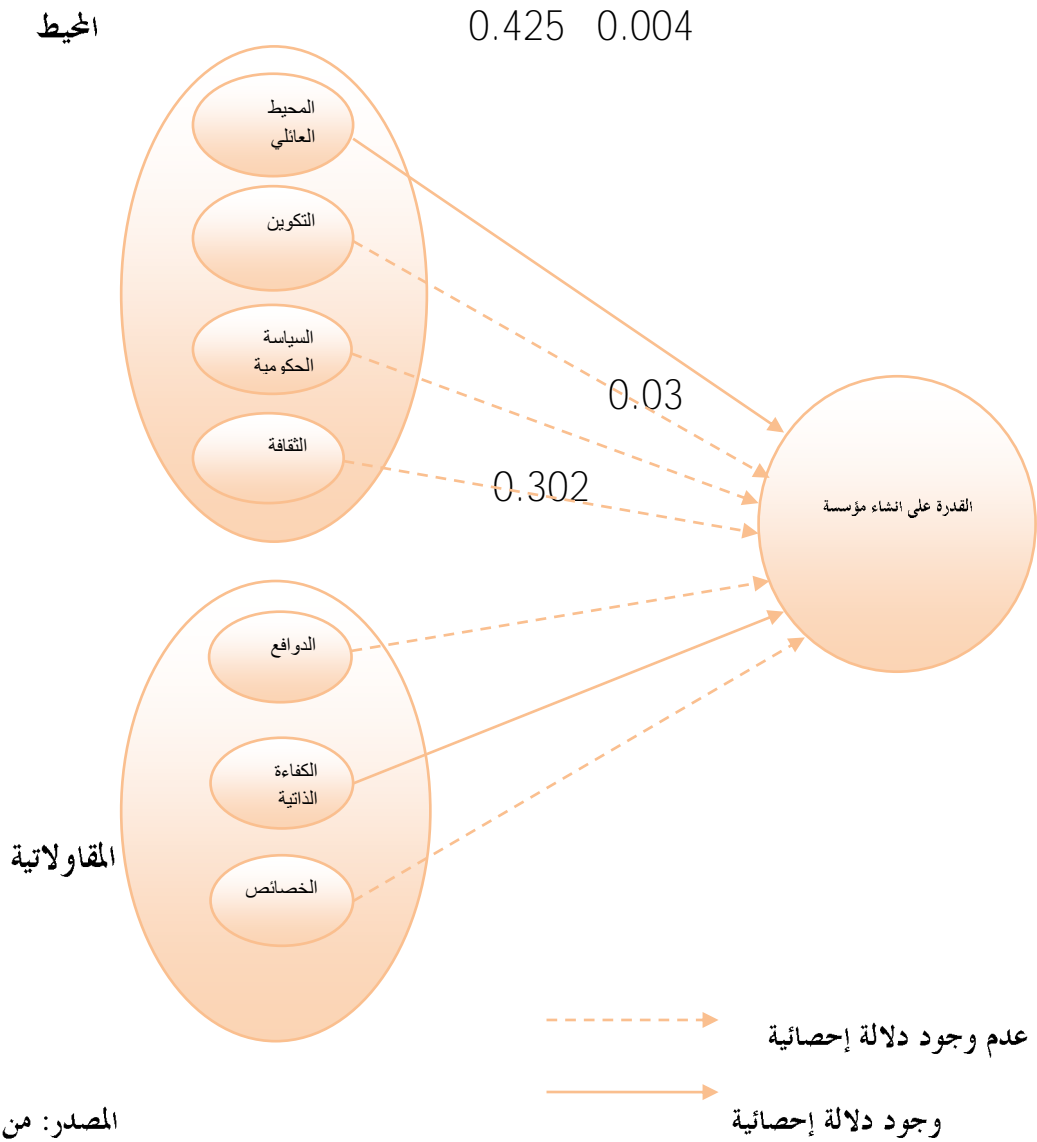 المحيط
0.425 0.004
المحيط
العائلي
التكوين
السياسة
الحكومية
0.03
الثقافة
0.302
القدرة على انشاء مؤسسة
الدوافع
الكفاءة
الذاتية
المقاولاتية
الخصائص
عدم وجود دلالة إحصائية
وجود دلالة إحصائية
المصدر: من